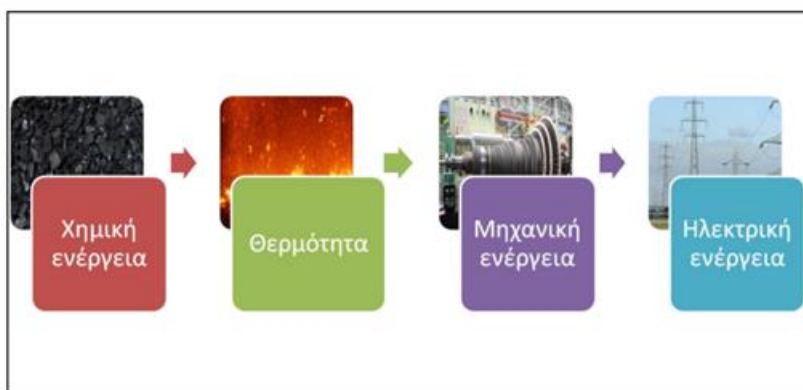 Χημική
ενέργεια
Θερμότητα
Μηχανική
ενέργεια
Ηλεκτρική
ενέργεια